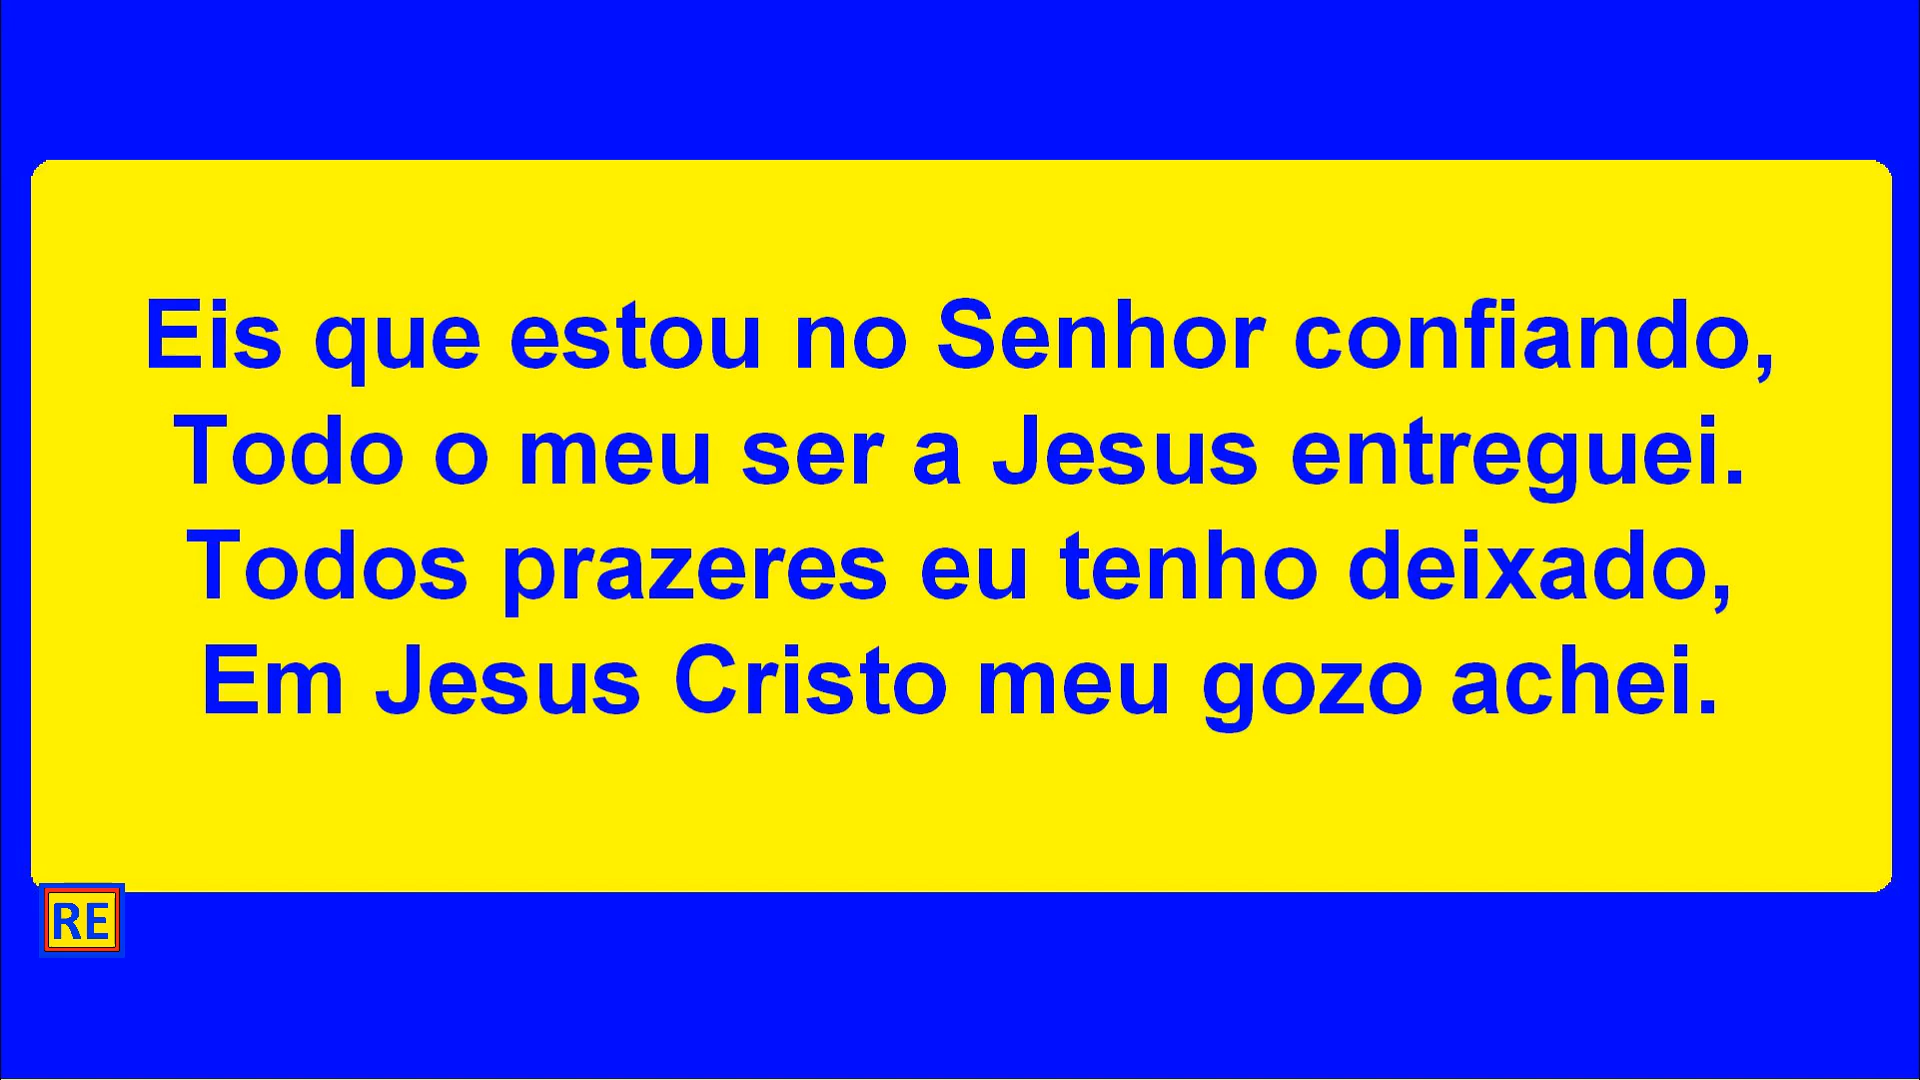 Eis que estou no Senhor confiando,
Todo o meu ser a Jesus entreguei.
Todos prazeres eu tenho deixado,
Em Jesus Cristo meu gozo achei.
RE